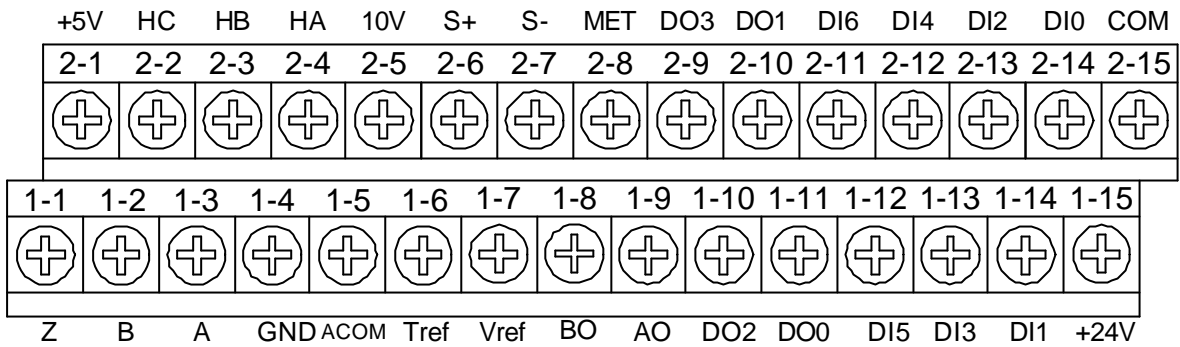 +5V HC HB HA 10V S+ S- MET DO3 DO1 DI6 DI4 DI2 DI0 COM
2-1 2-2 2-3 2-4 2-5 2-6 2-7 2-8 2-9 2-10 2-11 2-12 2-13 2-14 2-15
1-1 1-2 1-3 1-4 1-5 1-6 1-7 1-8 1-9 1-10 1-11 1-12 1-13 1-14 1-15
Z B A GND ACOM Tref Vref BO AO DO2 DO0 DI5 DI3 DI1 +24V